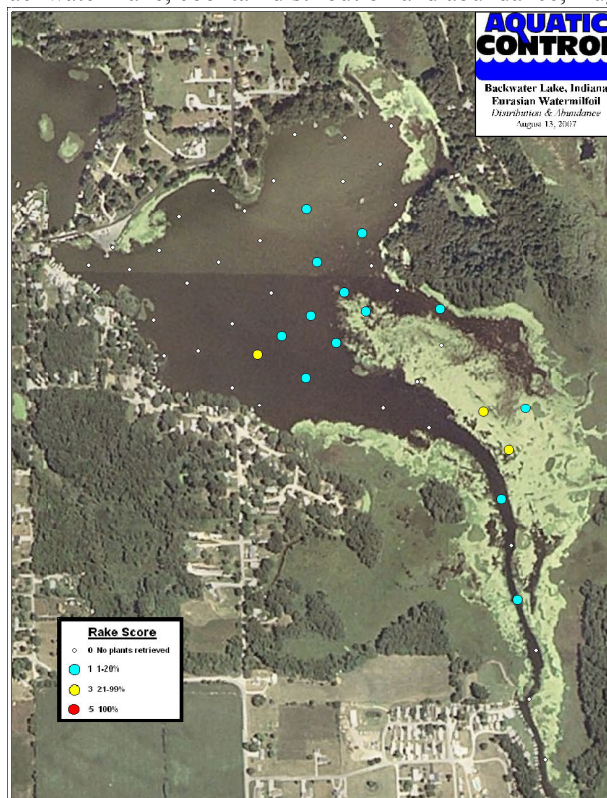 AQUATIC
CONTROL
Backwater Lake, Indiana
Eurasian Watermilfoil
Distribution & Abundance
August 13, 2007
Rake Score
0 No plants retrieved
1 1-20%
3 21-99%
5 100%